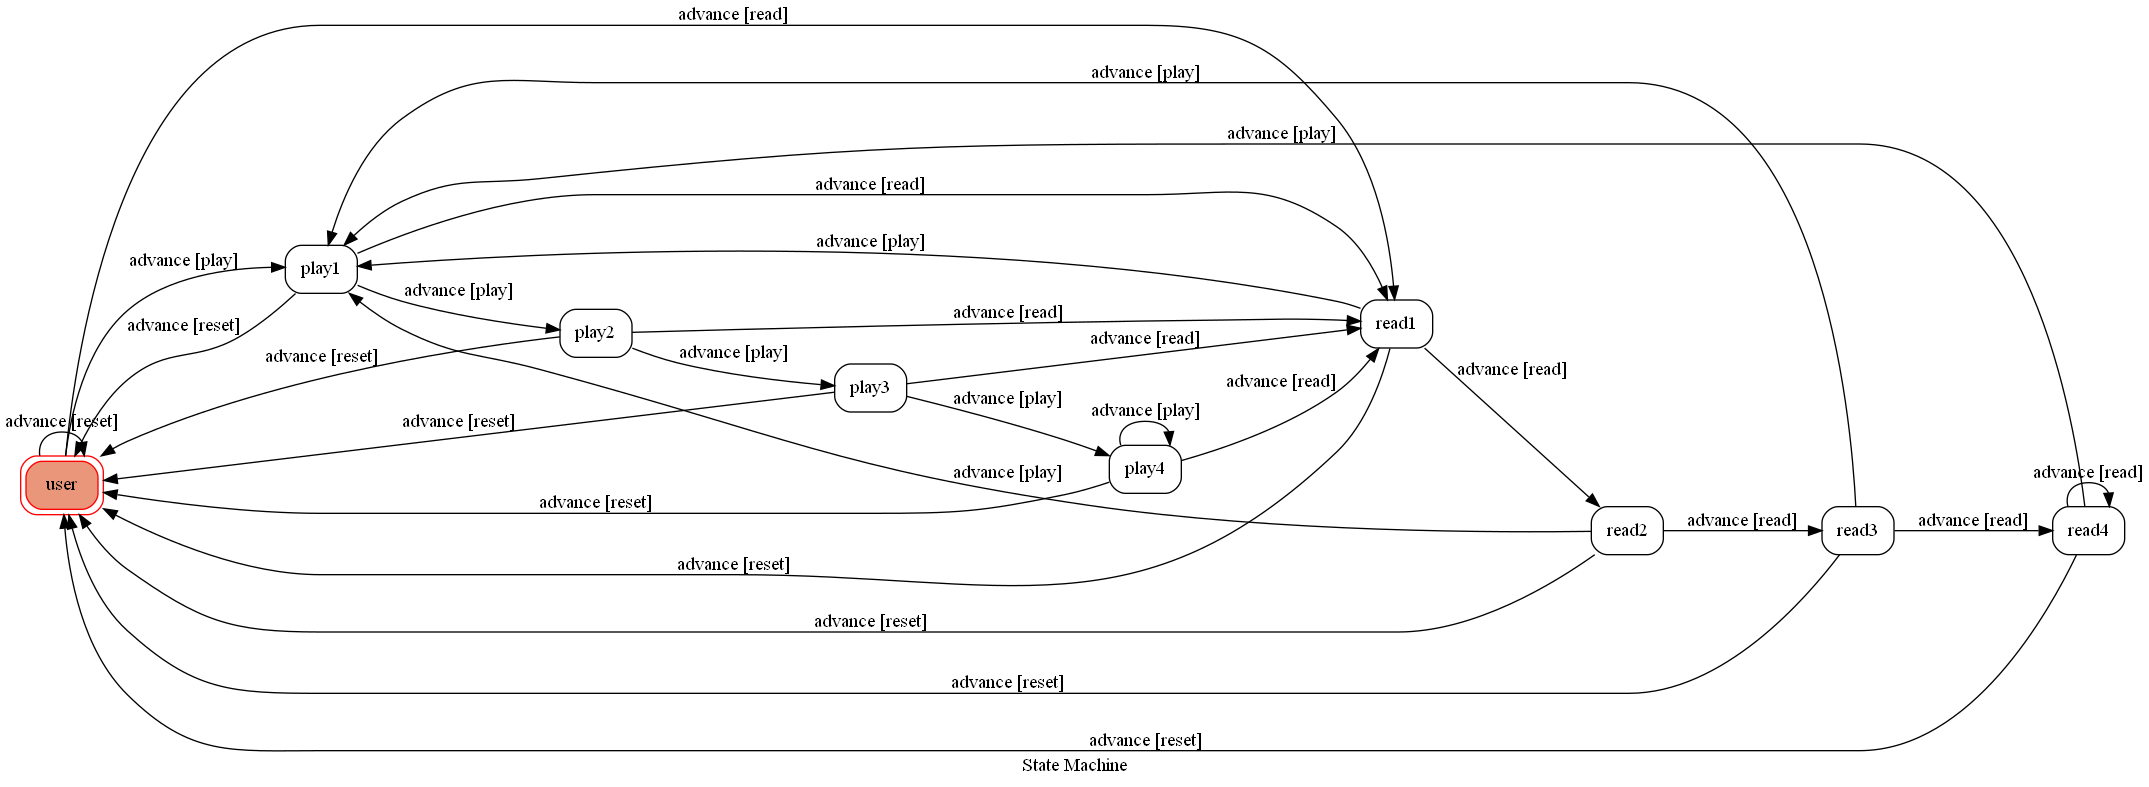 advance [read]
advance [play]
advance [play]
advance [read]
advance [play]
advance [play]
play1
advance [play]
advance [read]
read1
advance [reset]
play2
advance [read]
advance [reset]
advance [play]
advance [read]
play3
advance [read]
advance [play]
advance [play]
advance [reset]
advance [reset]
play4
advance [play]
advance [read]
user
advance [reset]
advance [read]
read2
advance [read]
read3
advance [read]
read4
advance [reset]
advance [reset]
advance [reset]
advance [reset]
State Machine